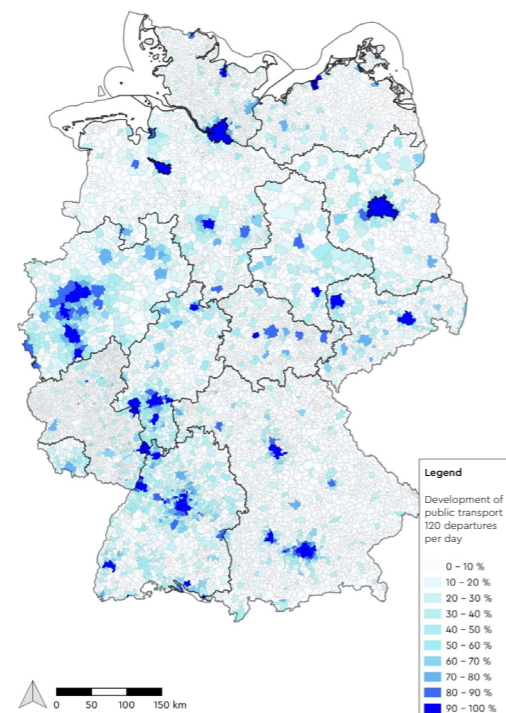 Legend
Development of
public transport
120 departures
per day
0 – 10 %
10 – 20 %
20 – 30 %
30 – 40 %
40 – 50 %
50 – 60 %
60 – 70 %
70 – 80 %
80 – 90 %
90 – 100 %
0 50 100 150 km